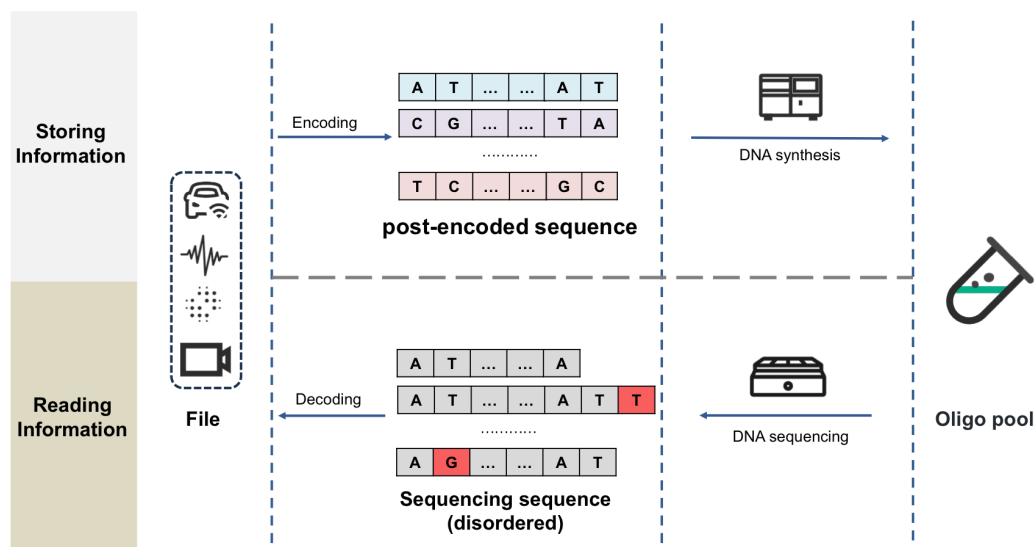 Storing
Information
Encoding
A T ... ... A T
C G ... ... T A
............
T C ... ... G C
post-encoded sequence
DNA synthesis
Reading
Information
File
Decoding
A T ... ... A
A T ... ... A T T
............
A G ... ... A T
Sequencing sequence
(disordered)
DNA sequencing
Oligo pool